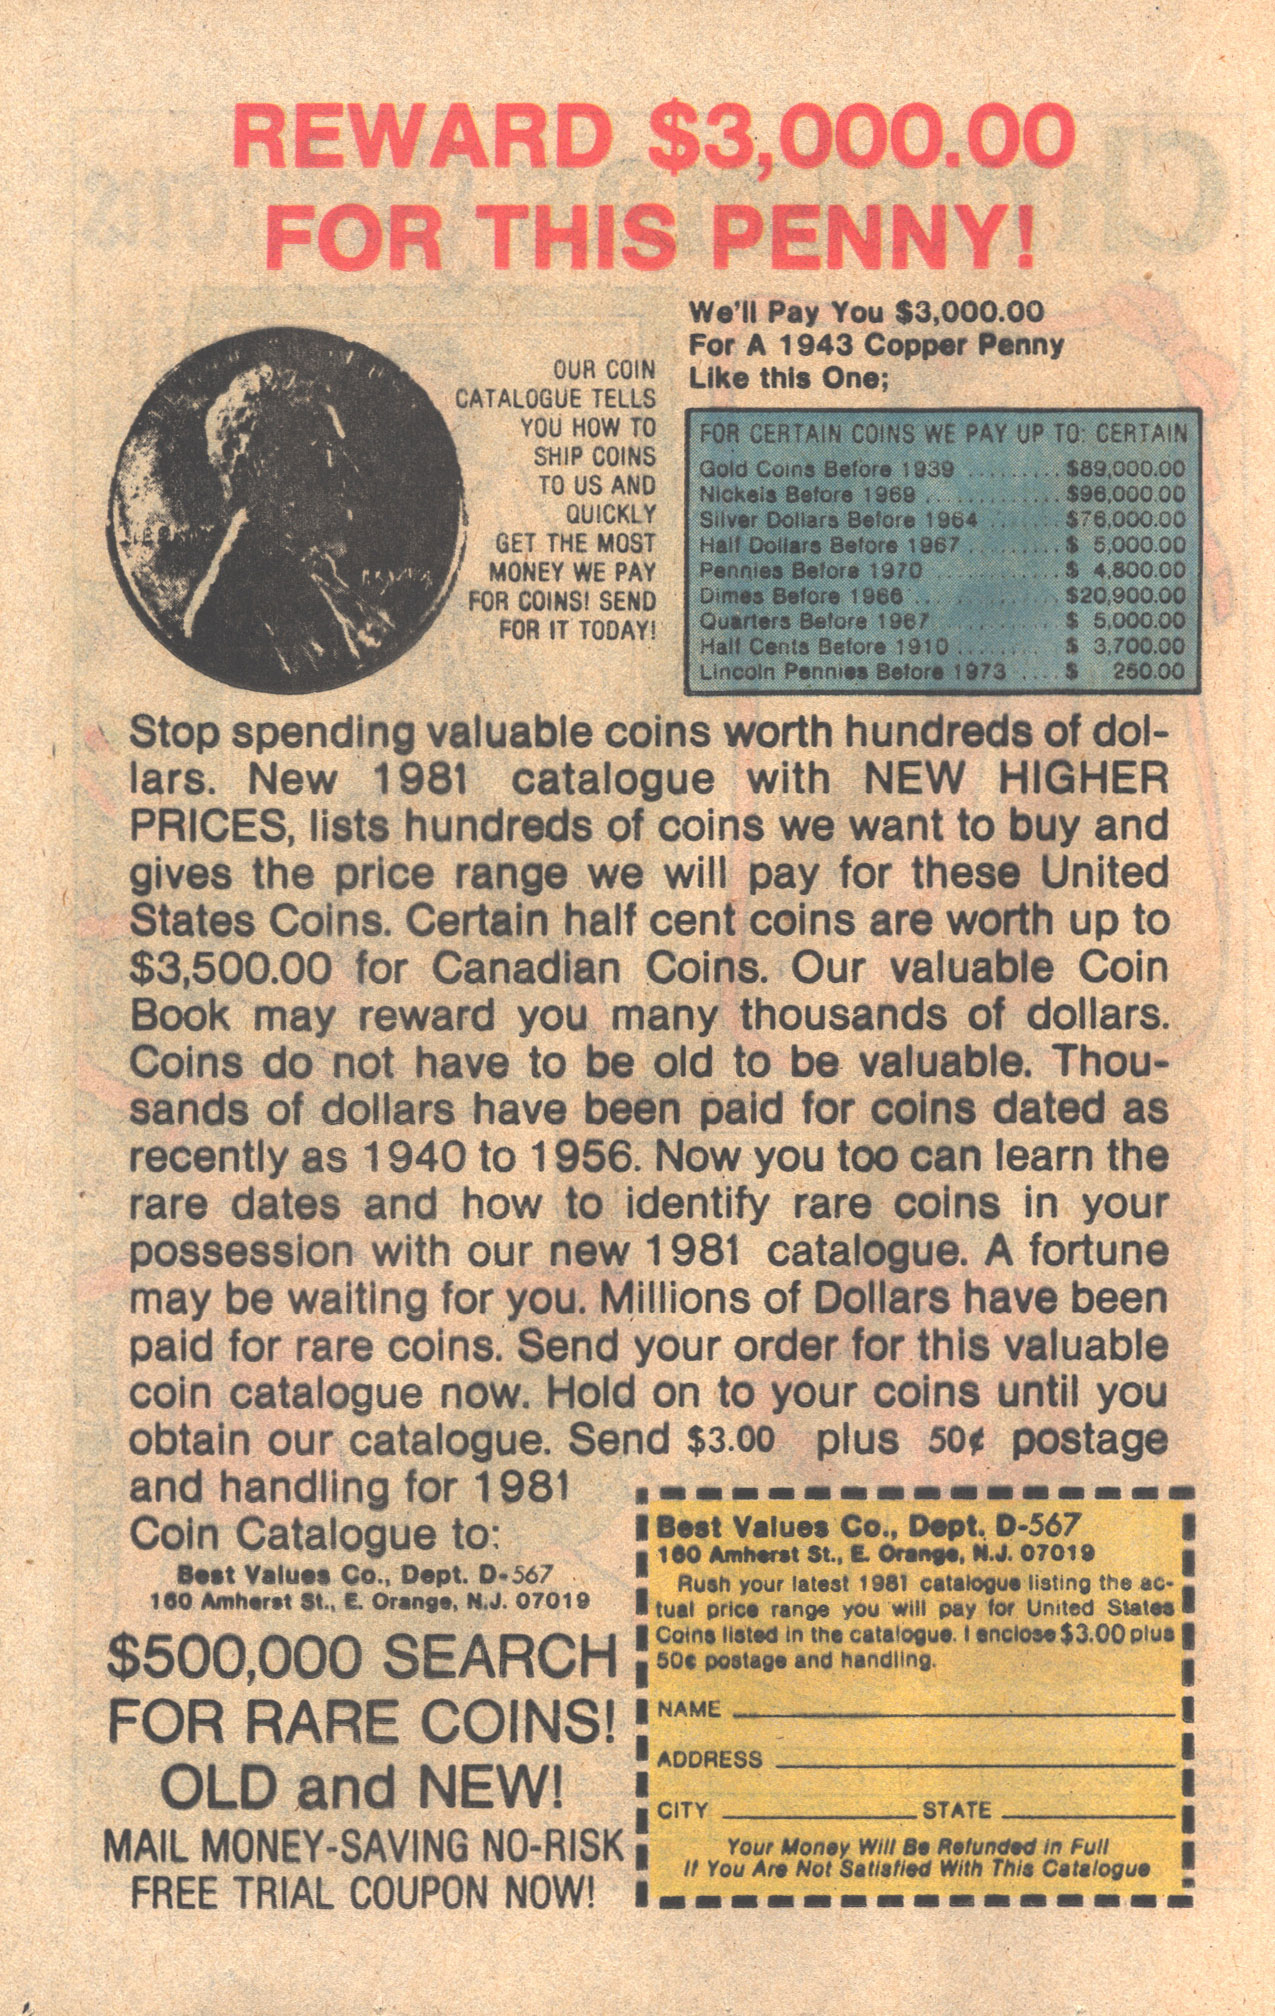 REWARD $3,000.00
FOR THIS PENNY!
We'll Pay You $3,000.00
For A 1943 Copper Penny
Like this One;
OUR COIN
CATALOGUE TELLS
YOU HOW TO
SHIP COINS
TO US AND
QUICKLY
GET THE MOST
MONEY WE PAY
FOR COINS! SEND
FOR IT TODAY!
FOR CERTAIN COINS WE PAY UP TO: CERTAIN
Gold Coins Before 1939 ......... $89,000.00
Nickels Before 1969 ............. $96,000.00
Silver Dollars Before 1964 ....... $76,000.00
Half Dollars Before 1967 ......... $ 5,000.00
Pennies Before 1970 ............. $ 4,800.00
Dimes Before 1966 .............. $20,900.00
Quarters Before 1967 ............ $ 5,000.00
Half Cents Before 1910 .......... $ 3,700.00
Lincoln Pennies Before 1973 .... $ 250.00
Stop spending valuable coins worth hundreds of dol-
lars. New 1981 catalogue with NEW HIGHER
PRICES, lists hundreds of coins we want to buy and
gives the price range we will pay for these United
States Coins. Certain half cent coins are worth up to
$3,500.00 for Canadian Coins. Our valuable Coin
Book may reward you many thousands of dollars.
Coins do not have to be old to be valuable. Thou-
sands of dollars have been paid for coins dated as
recently as 1940 to 1956. Now you too can learn the
rare dates and how to identify rare coins in your
possession with our new 1981 catalogue. A fortune
may be waiting for you. Millions of Dollars have been
paid for rare coins. Send your order for this valuable
coin catalogue now. Hold on to your coins until you
obtain our catalogue. Send $3.00 plus 50¢ postage
and handling for 1981
Coin Catalogue to:
Best Values Co., Dept. D-567
160 Amherst St., E. Orange, N.J. 07019
$500,000 SEARCH
FOR RARE COINS!
OLD and NEW!
MAIL MONEY-SAVING NO-RISK
FREE TRIAL COUPON NOW!
Best Values Co., Dept. D-567
160 Amherst St., E. Orange, N.J. 07019
Rush your latest 1981 catalogue listing the ac-
tual price range you will pay for United States
Coins listed in the catalogue. I enclose $3.00 plus
50¢ postage and handling.
NAME
ADDRESS
CITY STATE
Your Money Will Be Refunded in Full
If You Are Not Satisfied With This Catalogue